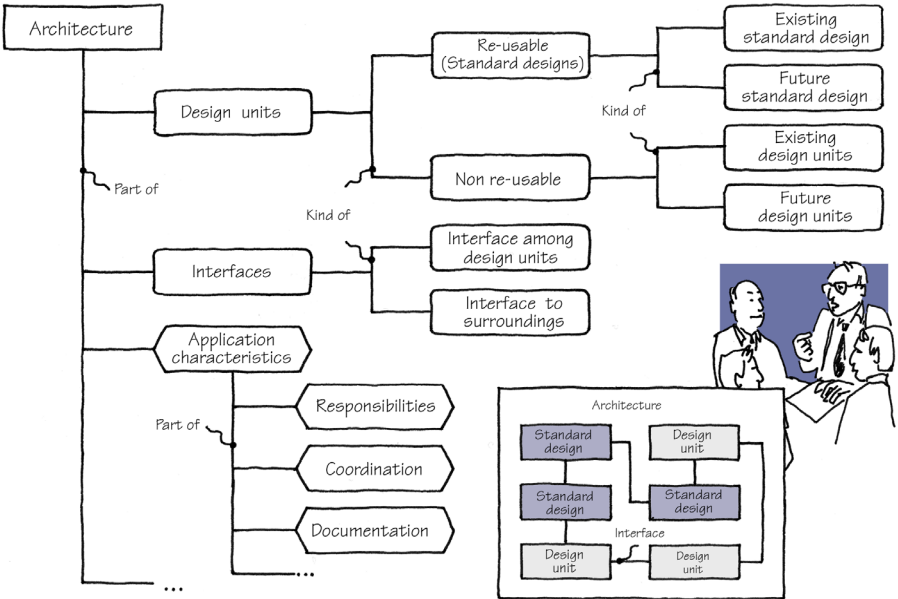 Architecture
Design units
Part of
Re-usable
(Standard designs)
Kind of
Non re-usable
Existing
standard design
Future
standard design
Kind of
Existing
design units
Future
design units
Interfaces
Interface among
design units
Interface to
surroundings
Application
characteristics
Part of
Responsibilities
Coordination
Documentation
...
...
Architecture
Standard
design
Design
unit
Standard
design
Standard
design
Interface
Design
unit
Design
unit